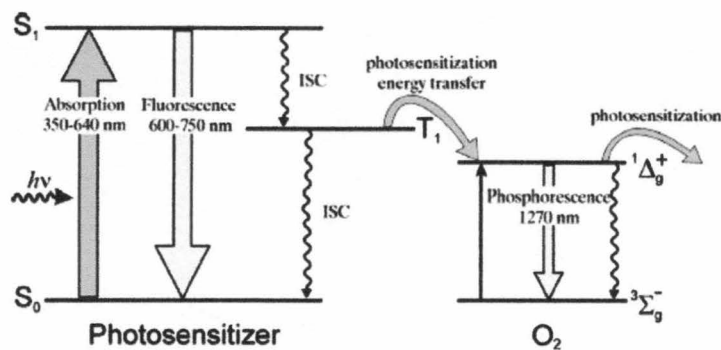 S₁
Absorption
350-640 nm
Fluorescence
600-750 nm
ISC
photosensitization
energy transfer
T₁
photosensitization
¹Δg⁺
hν
ISC
Phosphorescence
1270 nm
S₀
³Σg⁻
Photosensitizer
O₂